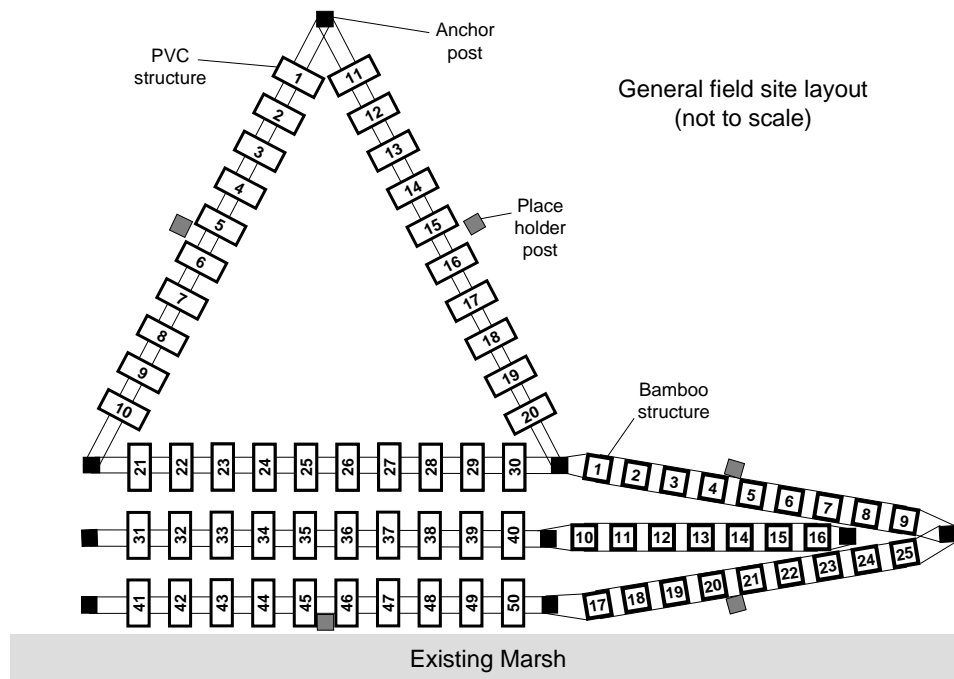 Anchor
post
PVC
structure
General field site layout
(not to scale)
1
2
3
4
5
6
7
8
9
10
11
12
13
14
15
16
17
18
19
20
Place
holder
post
Bamboo
structure
21 22 23 24 25 26 27 28 29 30
1 2 3 4 5 6 7 8 9
31 32 33 34 35 36 37 38 39 40
10 11 12 13 14 15 16
41 42 43 44 45 46 47 48 49 50
17 18 19 20 21 22 23 24 25
Existing Marsh